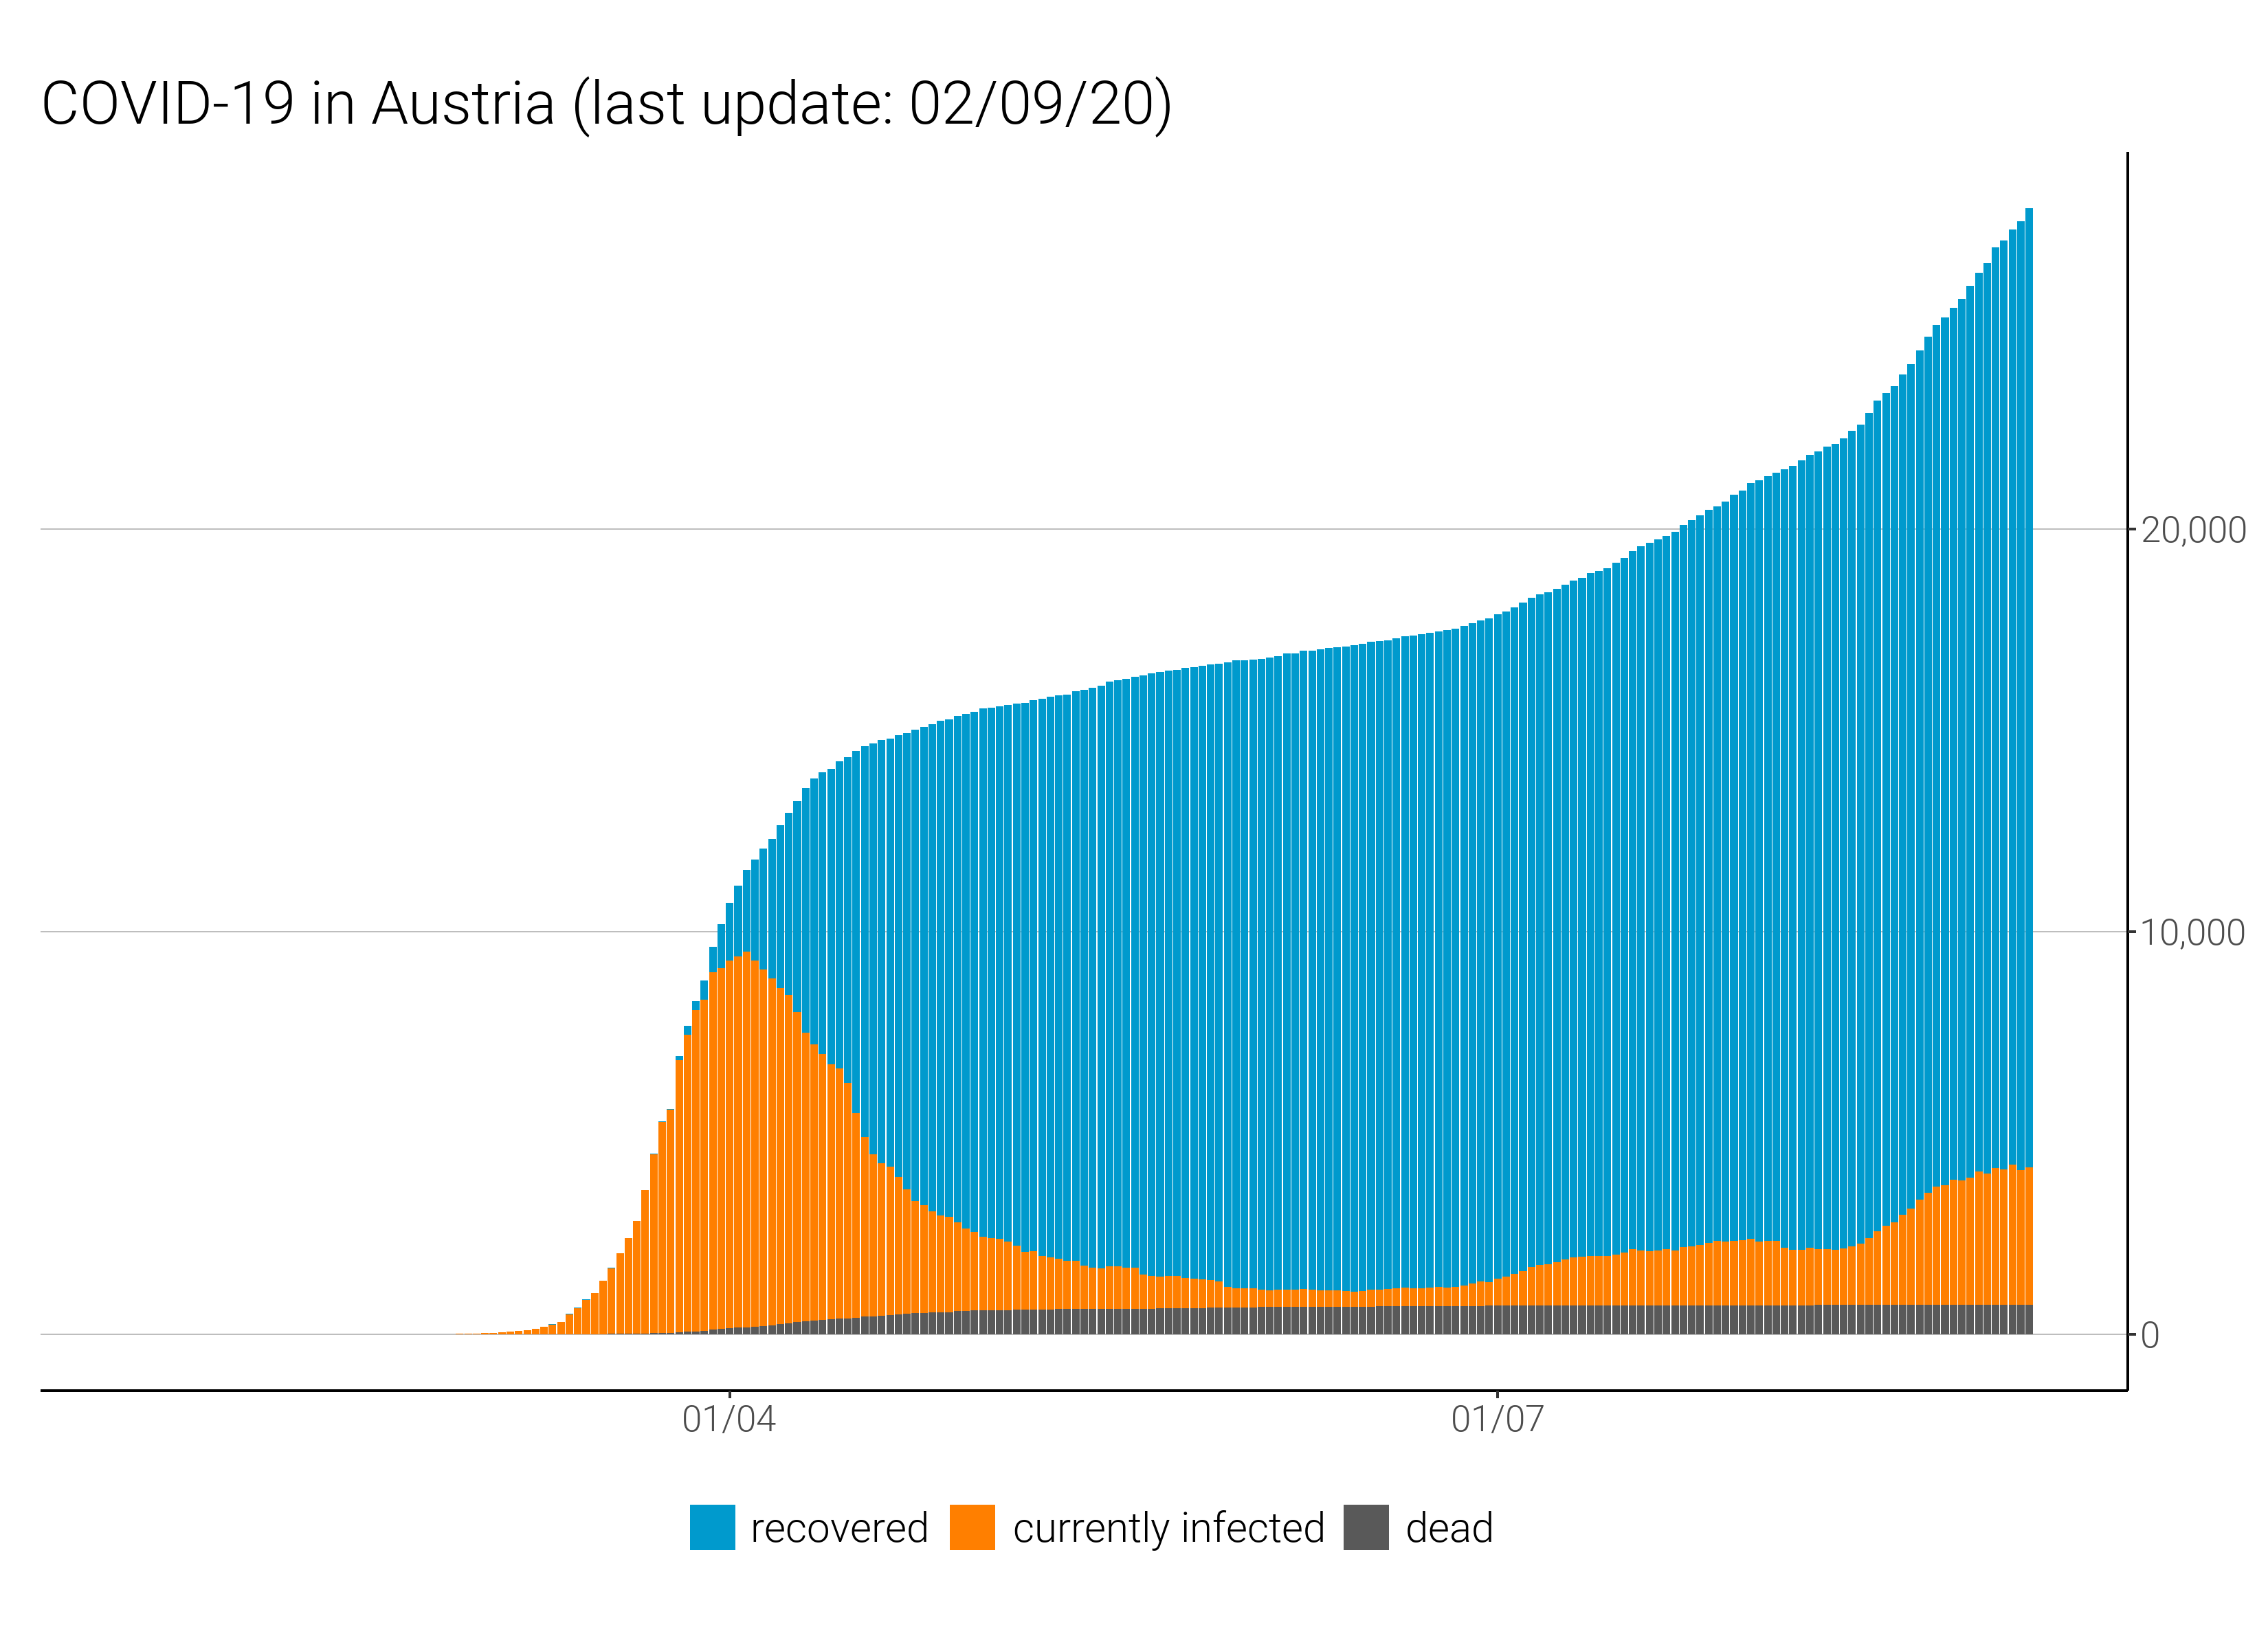 COVID-19 in Austria (last update: 02/09/20)
20,000
10,000
0
01/04 01/07
recovered currently infected dead